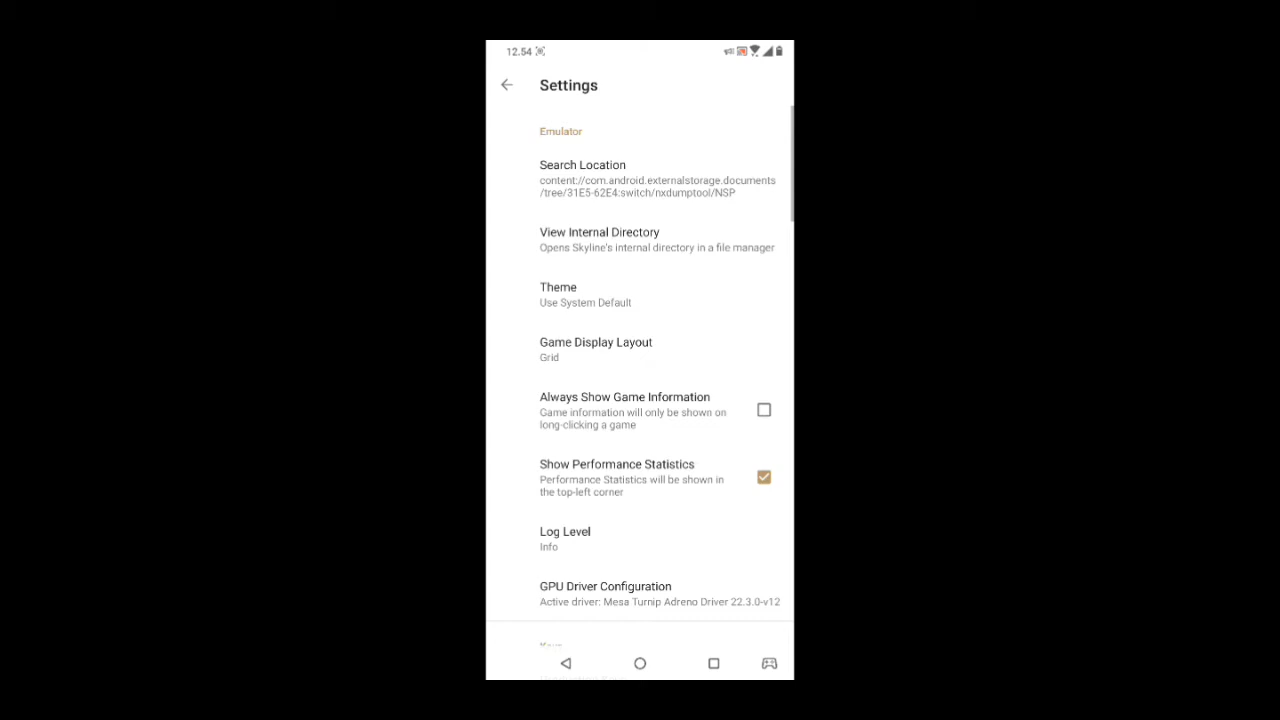 12.54
Settings
Emulator
Search Location
content://com.android.externalstorage.documents
/tree/31E5-62E4:switch/nxdumptool/NSP
View Internal Directory
Opens Skyline's internal directory in a file manager
Theme
Use System Default
Game Display Layout
Grid
Always Show Game Information
Game information will only be shown on
long-clicking a game
Show Performance Statistics
Performance Statistics will be shown in
the top-left corner
Log Level
Info
GPU Driver Configuration
Active driver: Mesa Turnip Adreno Driver 22.3.0-v12